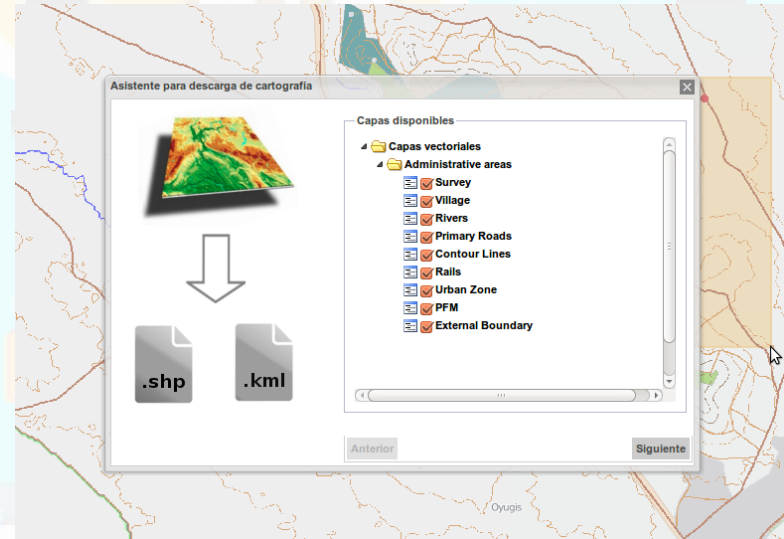 Asistente para descarga de cartografía
Capas disponibles
Capas vectoriales
Administrative areas
Survey
Village
Rivers
Primary Roads
Contour Lines
Rails
Urban Zone
PFM
External Boundary
.shp
.kml
Anterior
Siguiente
Oyugis